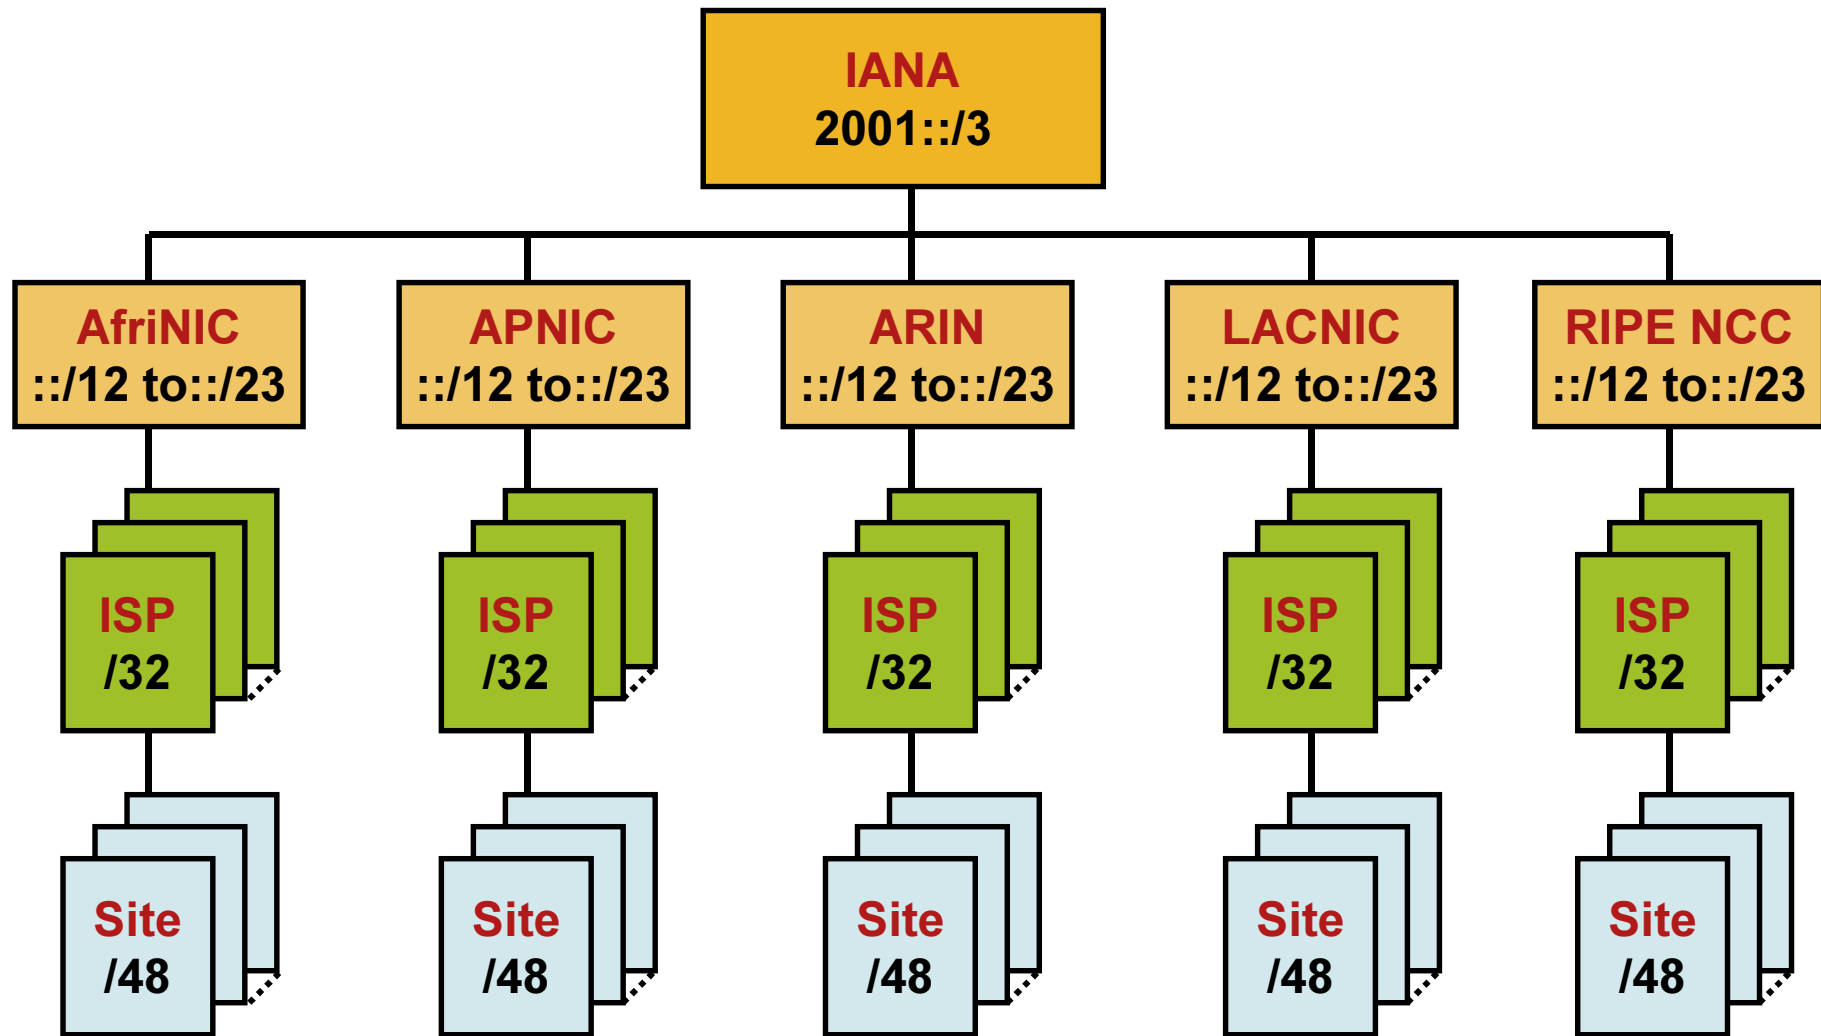 IANA
2001::/3
AfriNIC
::/12 to::/23
APNIC
::/12 to::/23
ARIN
::/12 to::/23
LACNIC
::/12 to::/23
RIPE NCC
::/12 to::/23
ISP
/32
ISP
/32
ISP
/32
ISP
/32
ISP
/32
Site
/48
Site
/48
Site
/48
Site
/48
Site
/48